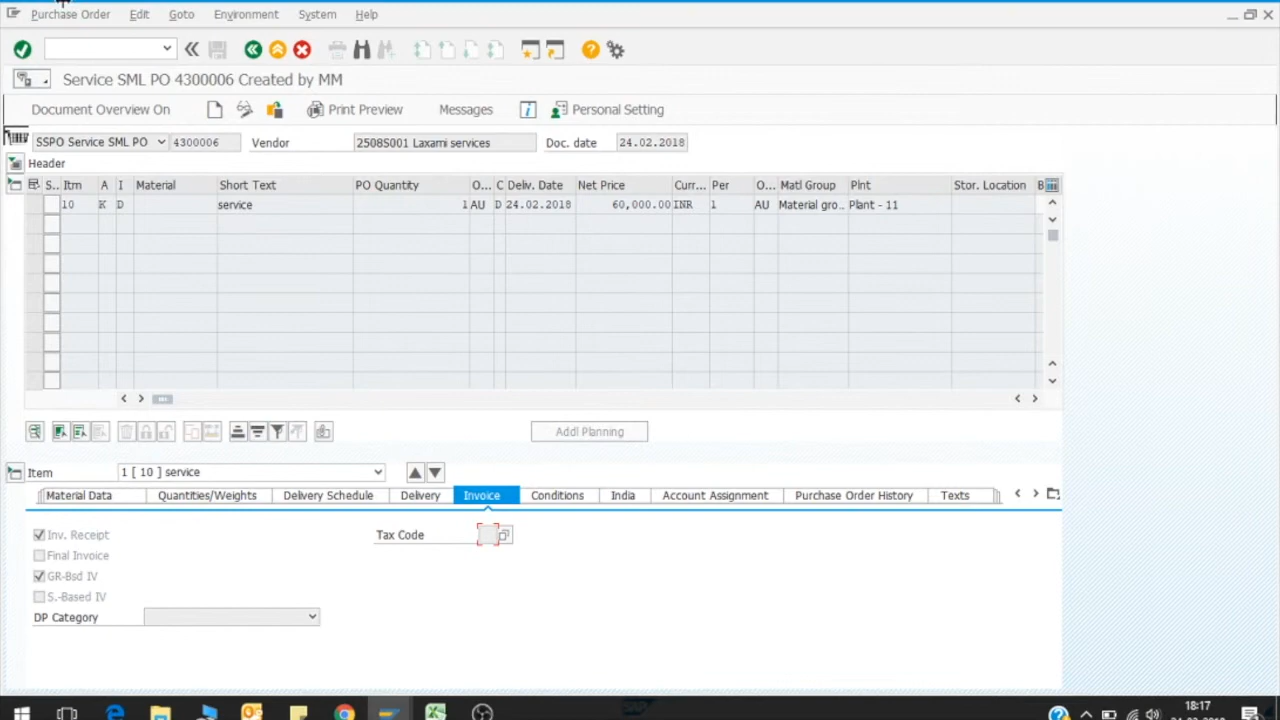 Purchase Order Edit Goto Environment System Help
Service SML PO 4300006 Created by MM
Document Overview On Print Preview Messages Personal Setting
SSPO Service SML PO 4300006 Vendor 2508S001 Laxami services Doc. date 24.02.2018
Header
S.. Itm A I Material Short Text PO Quantity O... C Deliv. Date Net Price Curr... Per O... Matl Group Plnt Stor. Location B
10 K D service 1 AU D 24.02.2018 60,000.00 INR 1 AU Material gro.. Plant - 11
Addl Planning
Item 1 [ 10 ] service
Material Data Quantities/Weights Delivery Schedule Delivery Invoice Conditions India Account Assignment Purchase Order History Texts
Inv. Receipt Tax Code
Final Invoice
GR-Bsd IV
S.-Based IV
DP Category
18:17